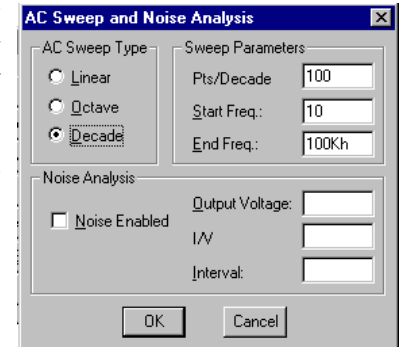 AC Sweep and Noise Analysis
AC Sweep Type
Linear
Octave
Decade
Sweep Parameters
Pts/Decade 100
Start Freq.: 10
End Freq.: 100Kh
Noise Analysis
Noise Enabled
Output Voltage:
I/V
Interval:
OK Cancel